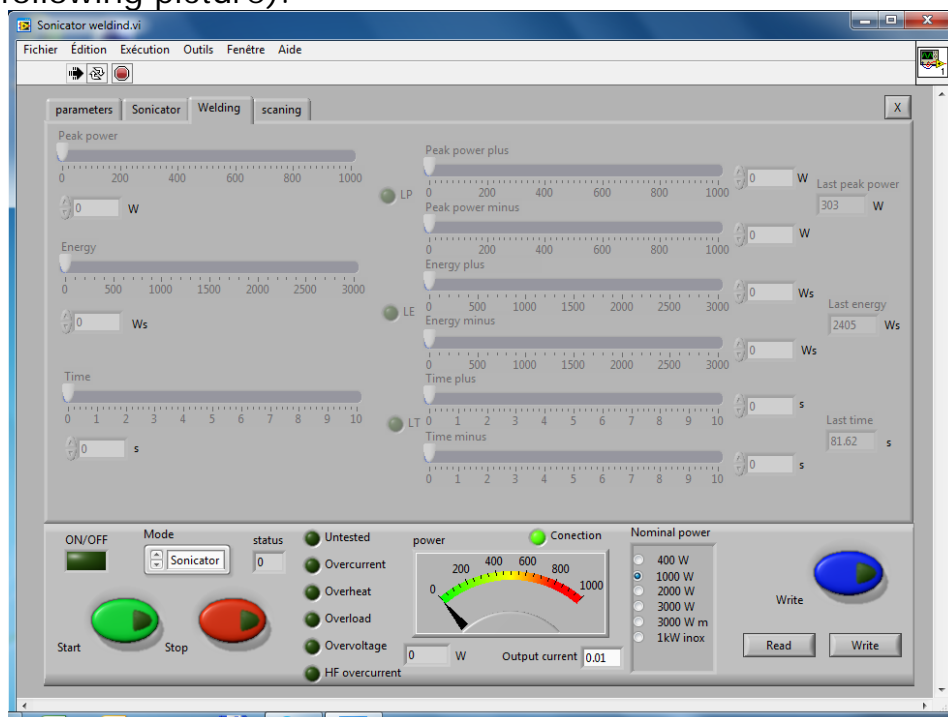 following picture).
Sonicator weldind.vi
Fichier Édition Exécution Outils Fenêtre Aide
1
parameters Sonicator Welding scaning X
Peak power
0 200 400 600 800 1000
0 W
Energy
0 500 1000 1500 2000 2500 3000
0 Ws
Time
0 1 2 3 4 5 6 7 8 9 10
0 s
LP
LE
LT
Peak power plus
0 200 400 600 800 1000
0 W
Peak power minus
0 200 400 600 800 1000
0 W
Last peak power
303 W
Energy plus
0 500 1000 1500 2000 2500 3000
0 Ws
Energy minus
0 500 1000 1500 2000 2500 3000
0 Ws
Last energy
2405 Ws
Time plus
0 1 2 3 4 5 6 7 8 9 10
0 s
Time minus
0 1 2 3 4 5 6 7 8 9 10
0 s
Last time
81.62 s
ON/OFF
Mode
Sonicator
status
0
Start Stop
Untested
Overcurrent
Overheat
Overload
Overvoltage
HF overcurrent
power
Conection
0 200 400 600 800 1000
0 W
Output current 0.01
Nominal power
400 W
1000 W
2000 W
3000 W
3000 W m
1kW inox
Write
Read Write